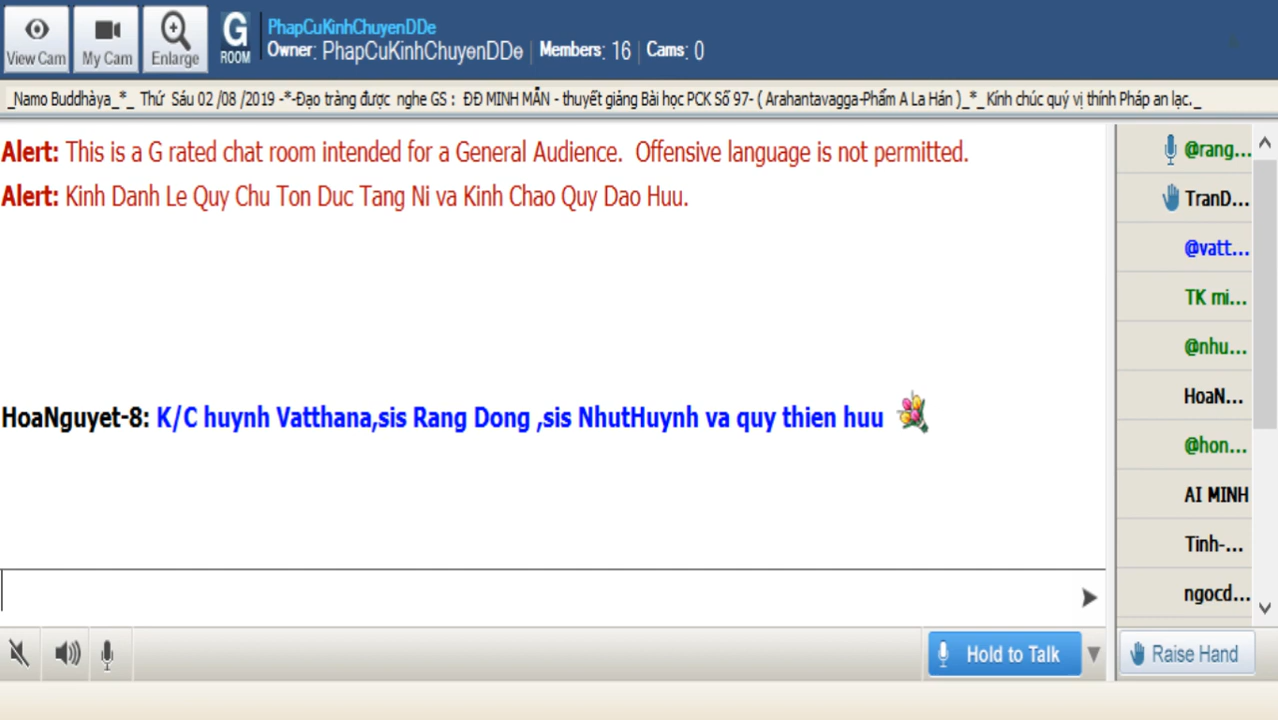 View Cam
My Cam
Enlarge
G
ROOM
PhapCuKinhChuyenDDe
Owner: PhapCuKinhChuyenDDe | Members: 16 | Cams: 0
_Namo Buddhàya_*_ Thứ Sáu 02 /08 /2019 -*-Đạo tràng được nghe GS : ĐĐ MINH MẪN - thuyết giảng Bài học PCK Số 97- ( Arahantavagga-Phẩm A La Hán )_*_Kính chúc quý vị thính Pháp an lạc._
Alert: This is a G rated chat room intended for a General Audience. Offensive language is not permitted.
Alert: Kinh Danh Le Quy Chu Ton Duc Tang Ni va Kinh Chao Quy Dao Huu.
HoaNguyet-8: K/C huynh Vatthana,sis Rang Dong ,sis NhutHuynh va quy thien huu
@rang...
TranD...
@vatt...
TK mi...
@nhu...
HoaN...
@hon...
AI MINH
Tinh-...
ngocd...
Hold to Talk
Raise Hand